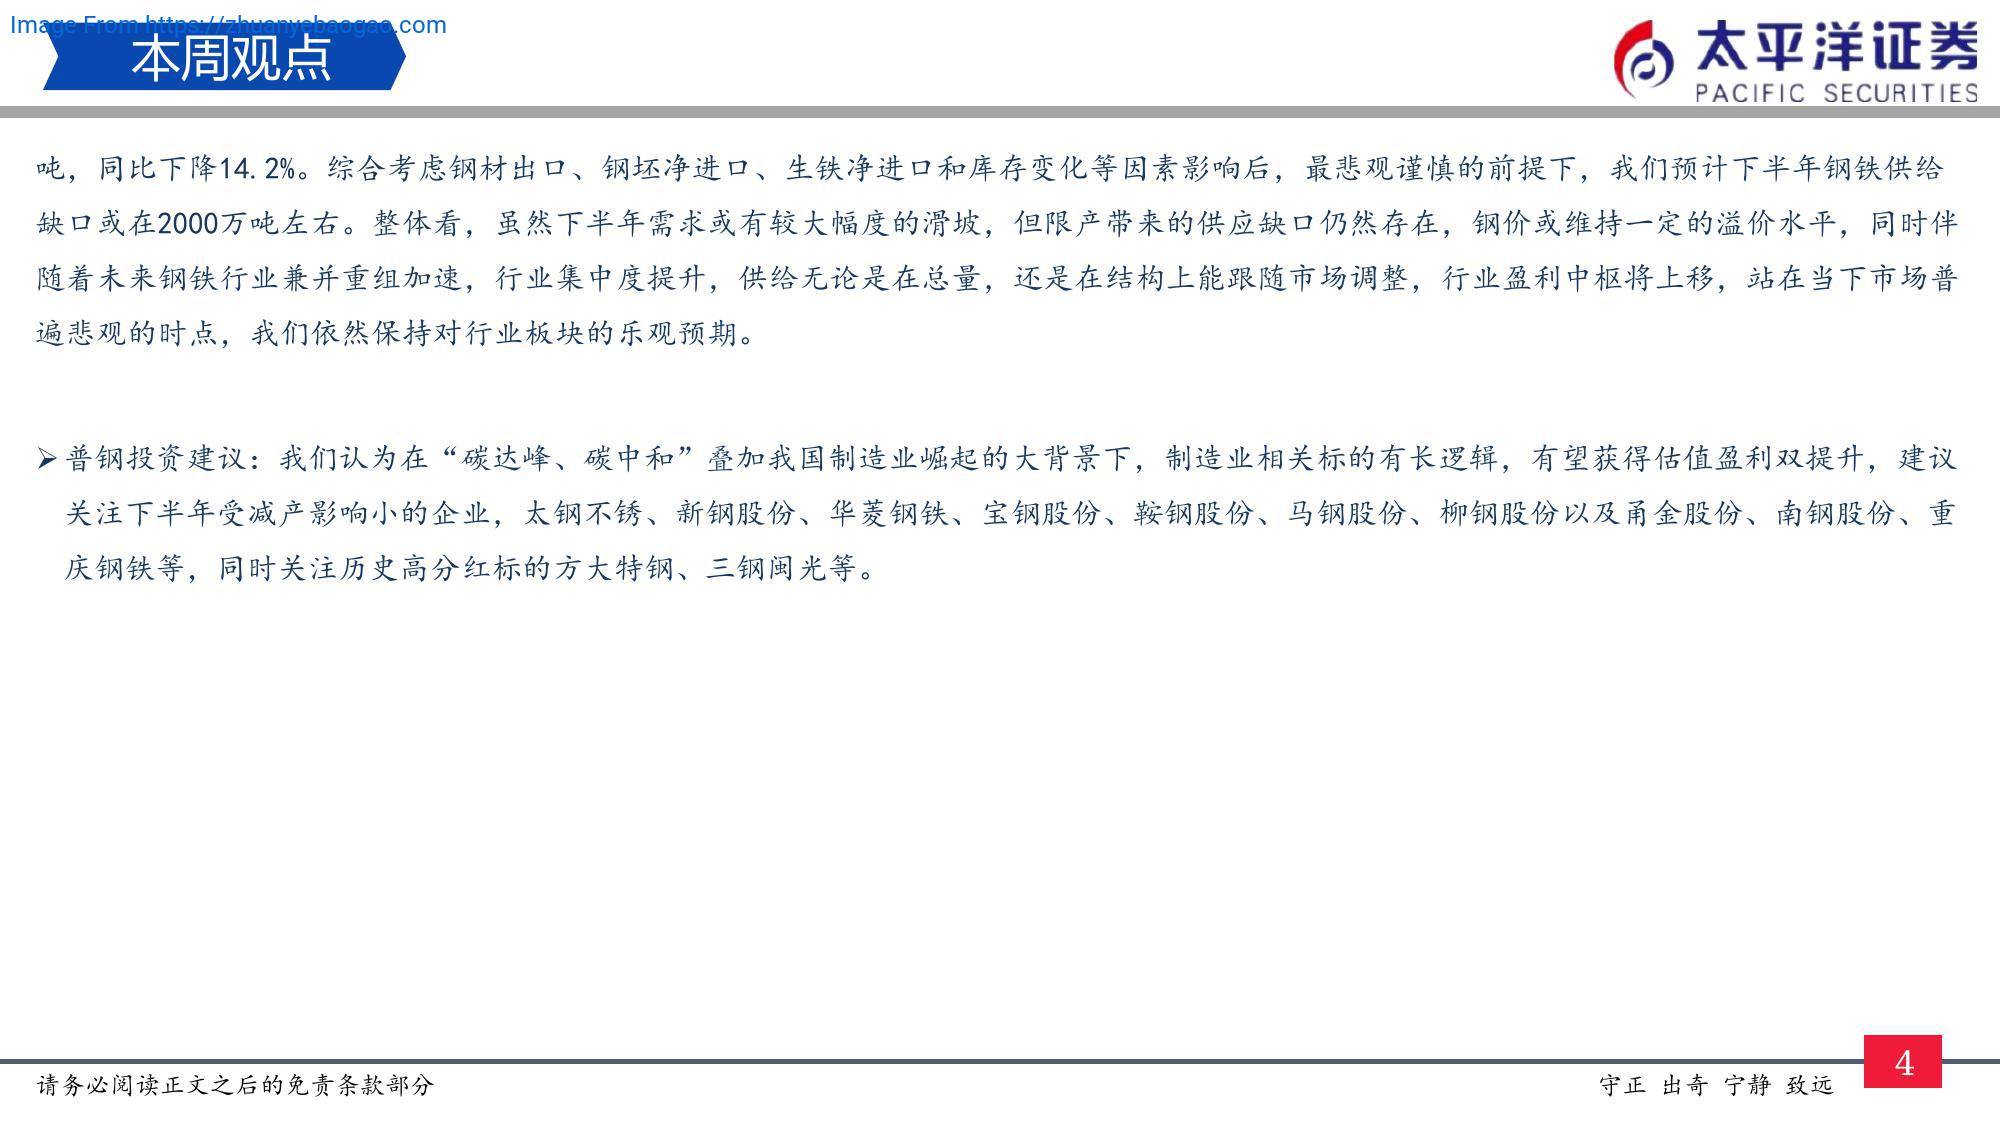 Image From https://zhuanyebaogao.com
本周观点
太平洋证券
PACIFIC SECURITIES
吨，同比下降14.2%。综合考虑钢材出口、钢坯净进口、生铁净进口和库存变化等因素影响后，最悲观谨慎的前提下，我们预计下半年钢铁供给
缺口或在2000万吨左右。整体看，虽然下半年需求或有较大幅度的滑坡，但限产带来的供应缺口仍然存在，钢价或维持一定的溢价水平，同时伴
随着未来钢铁行业兼并重组加速，行业集中度提升，供给无论是在总量，还是在结构上能跟随市场调整，行业盈利中枢将上移，站在当下市场普
遍悲观的时点，我们依然保持对行业板块的乐观预期。
➢普钢投资建议：我们认为在“碳达峰、碳中和”叠加我国制造业崛起的大背景下，制造业相关标的有长逻辑，有望获得估值盈利双提升，建议
关注下半年受减产影响小的企业，太钢不锈、新钢股份、华菱钢铁、宝钢股份、鞍钢股份、马钢股份、柳钢股份以及甬金股份、南钢股份、重
庆钢铁等，同时关注历史高分红标的方大特钢、三钢闽光等。
请务必阅读正文之后的免责条款部分
守正 出奇 宁静 致远
4